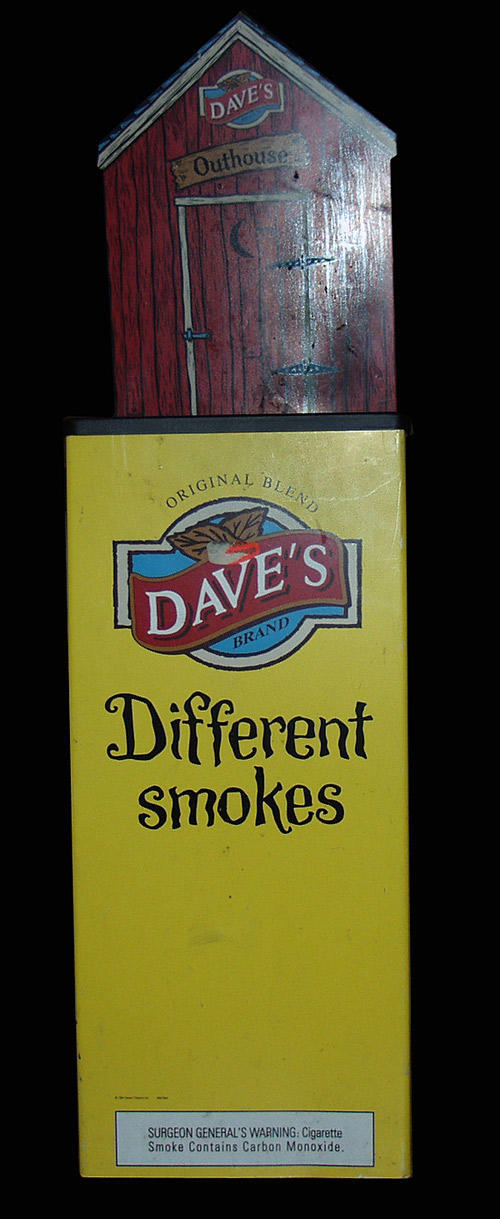 DAVE'S
Outhouse
ORIGINAL BLEND
DAVE'S
BRAND
Different
smokes
SURGEON GENERAL'S WARNING: Cigarette
Smoke Contains Carbon Monoxide.